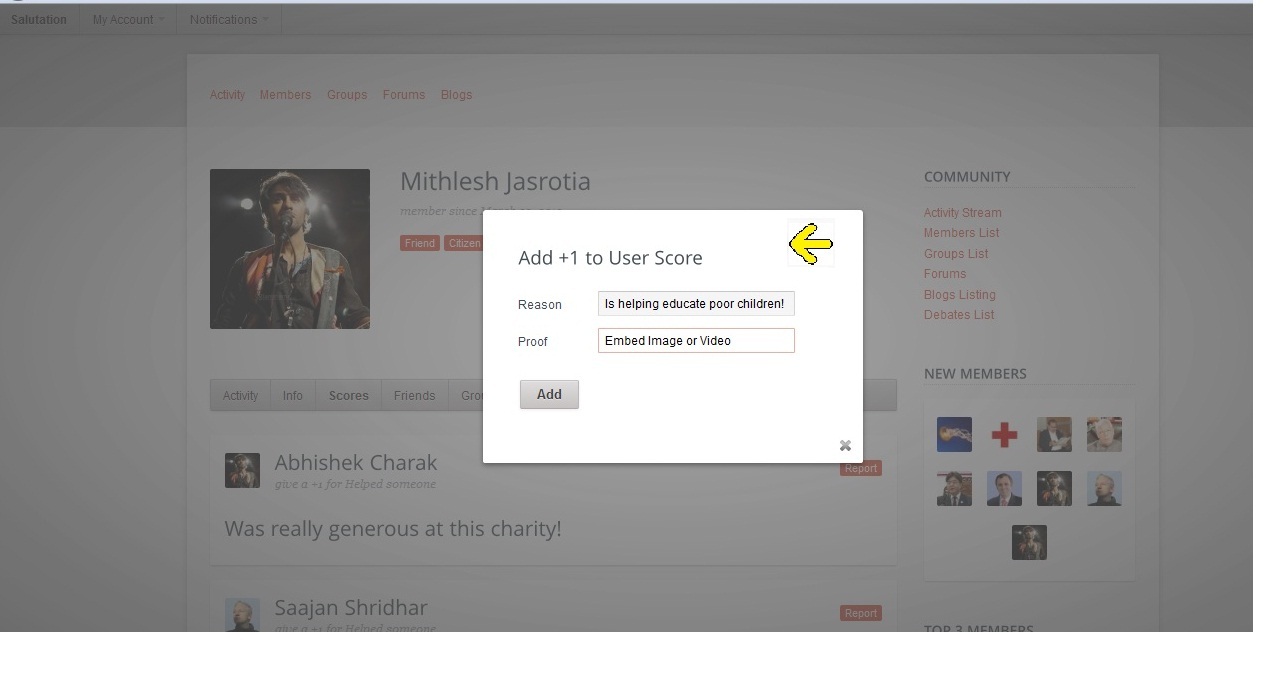 Salutation My Account Notifications
Activity Members Groups Forums Blogs
Mithlesh Jasrotia
member since
Friend Citizen
Add +1 to User Score
Reason Is helping educate poor children!
Proof Embed Image or Video
Add
Activity Info Scores Friends
Abhishek Charak
give a +1 for Helped someone
Report
Was really generous at this charity!
Saajan Shridhar
give a +1 for Helped someone
Report
COMMUNITY
Activity Stream
Members List
Groups List
Forums
Blogs Listing
Debates List
NEW MEMBERS
TOP 3 MEMBERS